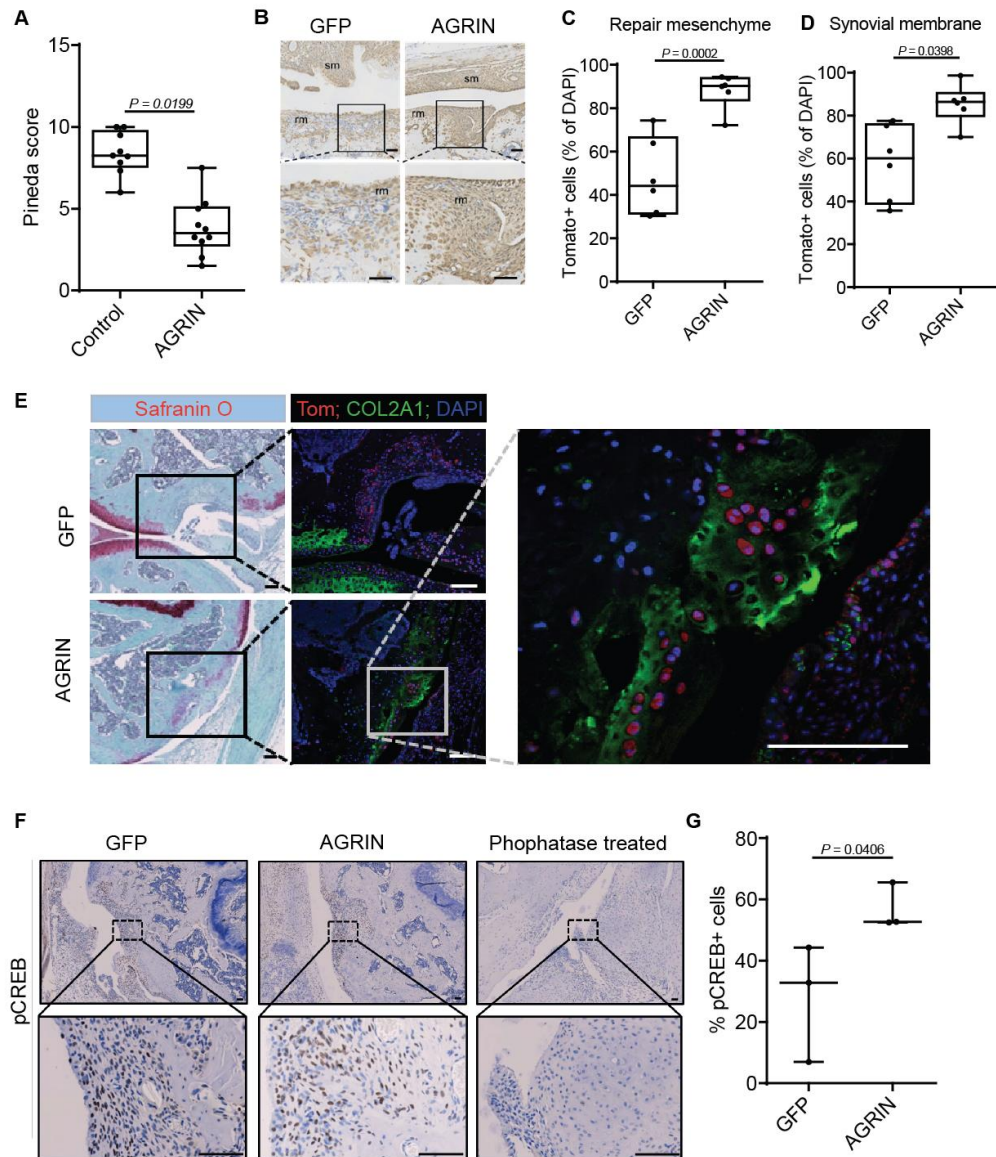 A
15
10
5
0
Pineda score
P = 0.0199
Control
AGRIN
B
GFP
AGRIN
sm
sm
rm
rm
rm
rm
C
Repair mesenchyme
P = 0.0002
100
80
60
40
20
0
Tomato+ cells (% of DAPI)
GFP
AGRIN
D
Synovial membrane
P = 0.0398
100
80
60
40
20
0
Tomato+ cells (% of DAPI)
GFP
AGRIN
E
Safranin O
Tom; COL2A1; DAPI
GFP
AGRIN
F
GFP
AGRIN
Phophatase treated
pCREB
G
80
60
40
20
0
% pCREB+ cells
P = 0.0406
GFP
AGRIN